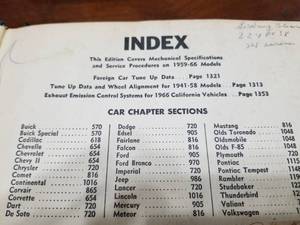 INDEX
This Edition Covers Mechanical Specifications
and Service Procedures on 1959-66 Models
Foreign Car Tune Up Data Page 1321
Tune Up Data and Wheel Alignment for 1941-58 Models Page 1313
Exhaust Emission Control Systems for 1966 California Vehicles Page 1353
CAR CHAPTER SECTIONS
Buick 570
Buick Special 570
Cadillac 618
Chevelle 654
Chevrolet 654
Chevy II 654
Chrysler 720
Comet 816
Continental 1016
Corvair 865
Corvette 654
Dart 720
De Soto 720
Dodge 720
Edsel 905
Fairlane 816
Falcon 816
Ford 905
Ford Bronco 970
Imperial 720
Jeep 986
Lancer 720
Lincoln 1016
Mercury 905
Meteor 816
Mustang 816
Olds Toronado 1048
Oldsmobile 1048
Olds F-85 1048
Plymouth 720
Pontiac
Pontiac Tempest 1148
Rambler
Studebaker
Thunderbird
Valiant
Volkswagen